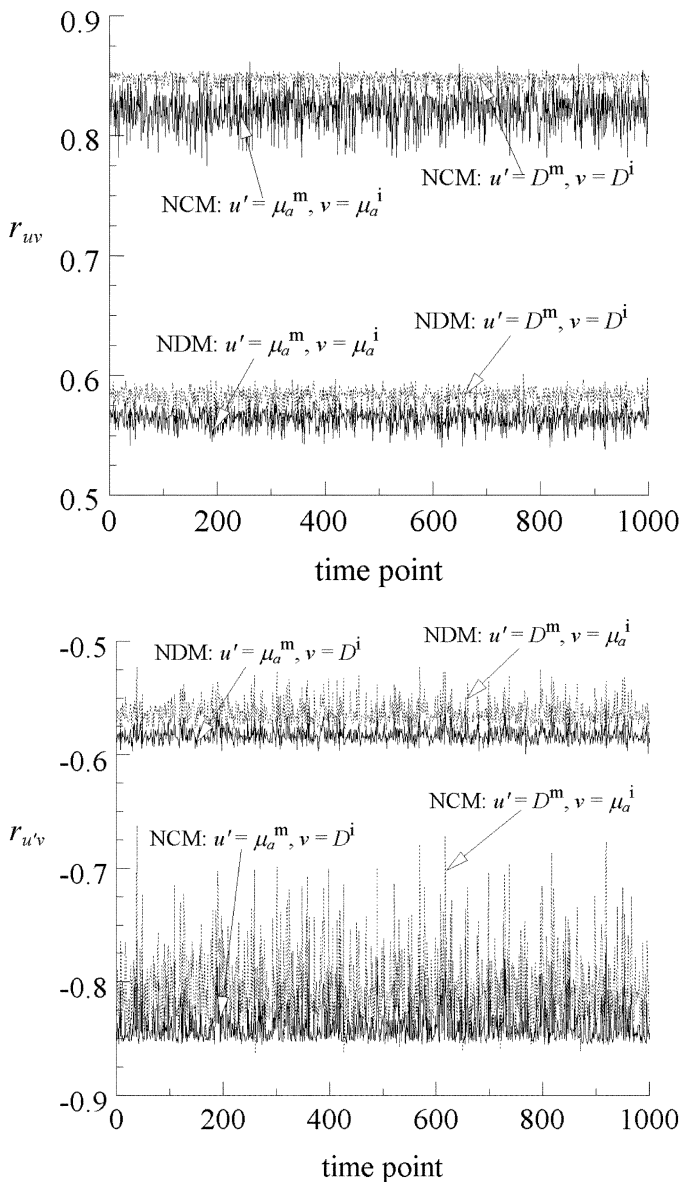 0.9
0.8
NCM: u' = D^m, v = D^i
NCM: u' = μ_a^m, v = μ_a^i
r_uv
0.7
NDM: u' = D^m, v = D^i
NDM: u' = μ_a^m, v = μ_a^i
0.6
0.5
0 200 400 600 800 1000
time point
-0.5
NDM: u' = D^m, v = μ_a^i
NDM: u' = μ_a^m, v = D^i
-0.6
NCM: u' = D^m, v = μ_a^i
r_u'v
NCM: u' = μ_a^m, v = D^i
-0.7
-0.8
-0.9
0 200 400 600 800 1000
time point